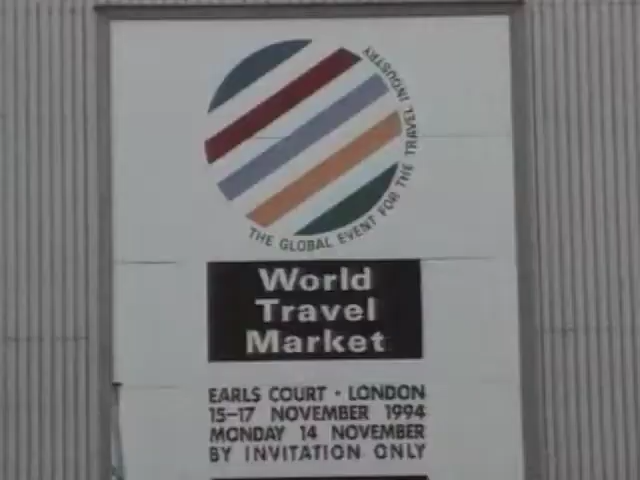 THE GLOBAL EVENT FOR THE TRAVEL INDUSTRY
World
Travel
Market
EARLS COURT · LONDON
15-17 NOVEMBER 1994
MONDAY 14 NOVEMBER
BY INVITATION ONLY